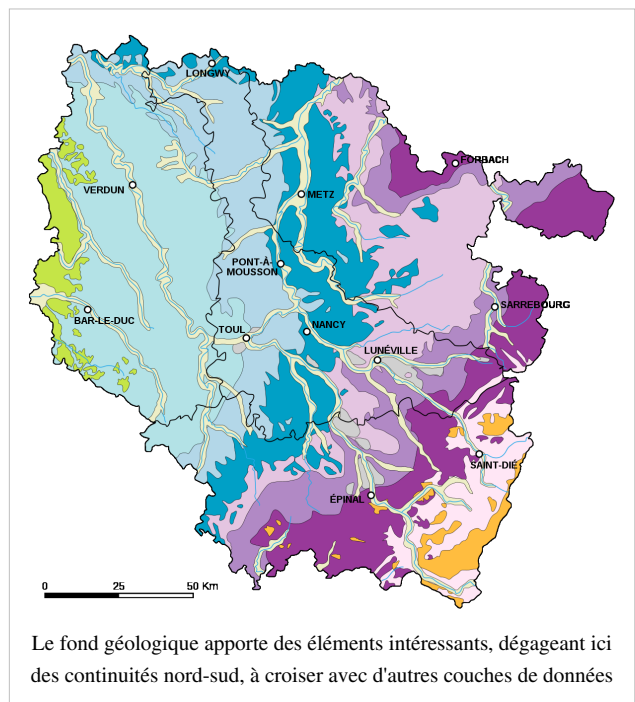 LONGWY
FORBACH
VERDUN
METZ
PONT-À-
MOUSSON
SARREBOURG
BAR-LE-DUC
TOUL
NANCY
LUNÉVILLE
SAINT-DIÉ
ÉPINAL
0 25 50 Km
Le fond géologique apporte des éléments intéressants, dégageant ici
des continuités nord-sud, à croiser avec d'autres couches de données